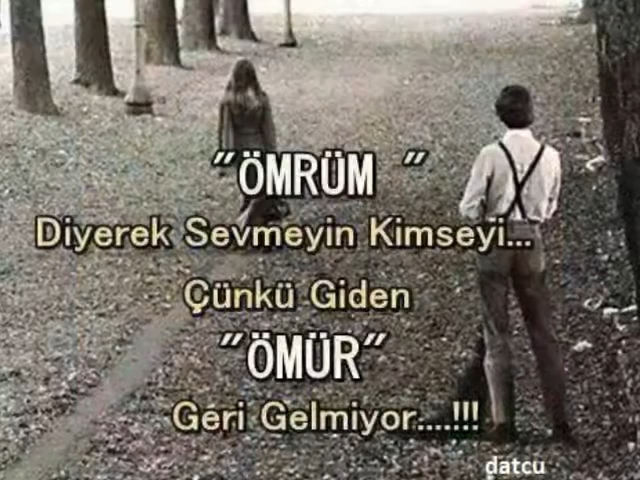 "ÖMRÜM "
Diyerek Sevmeyin Kimseyi...
Çünkü Giden
"ÖMÜR"
Geri Gelmiyor....!!!
datcu